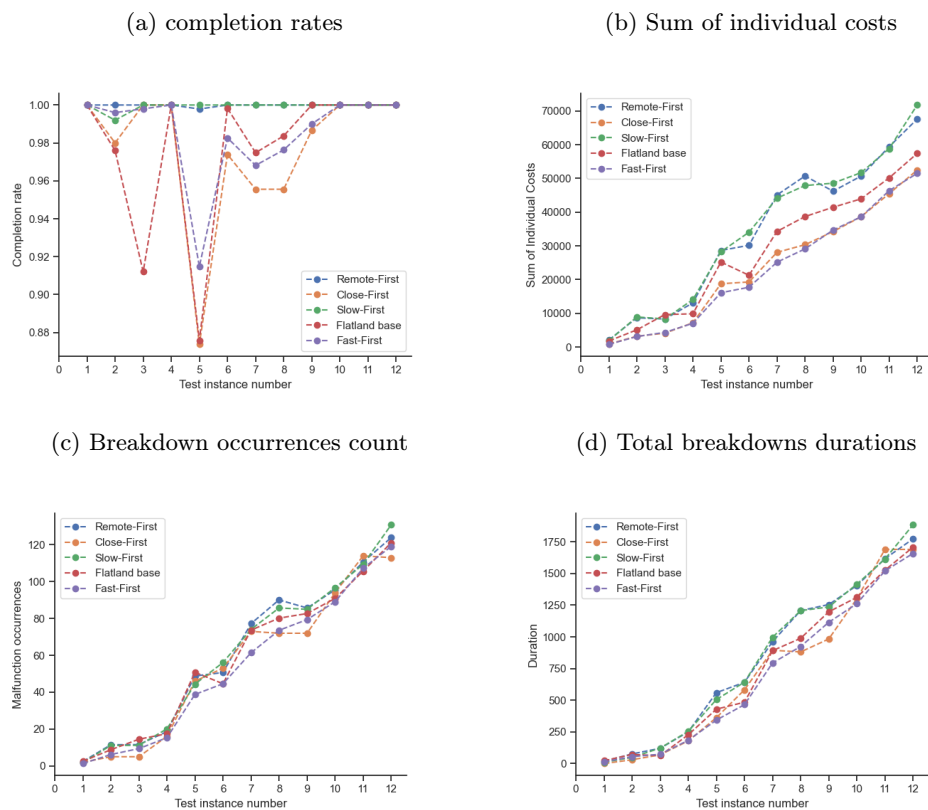 (a) completion rates
1.00
0.98
0.96
0.94
0.92
0.90
0.88
Completion rate
Remote-First
Close-First
Slow-First
Flatland base
Fast-First
0 1 2 3 4 5 6 7 8 9 10 11 12
Test instance number
(b) Sum of individual costs
70000
60000
50000
40000
30000
20000
10000
0
Sum of Individual Costs
Remote-First
Close-First
Slow-First
Flatland base
Fast-First
0 1 2 3 4 5 6 7 8 9 10 11 12
Test instance number
(c) Breakdown occurrences count
120
100
80
60
40
20
0
Malfunction occurrences
Remote-First
Close-First
Slow-First
Flatland base
Fast-First
0 1 2 3 4 5 6 7 8 9 10 11 12
Test instance number
(d) Total breakdowns durations
1750
1500
1250
1000
750
500
250
0
Duration
Remote-First
Close-First
Slow-First
Flatland base
Fast-First
0 1 2 3 4 5 6 7 8 9 10 11 12
Test instance number